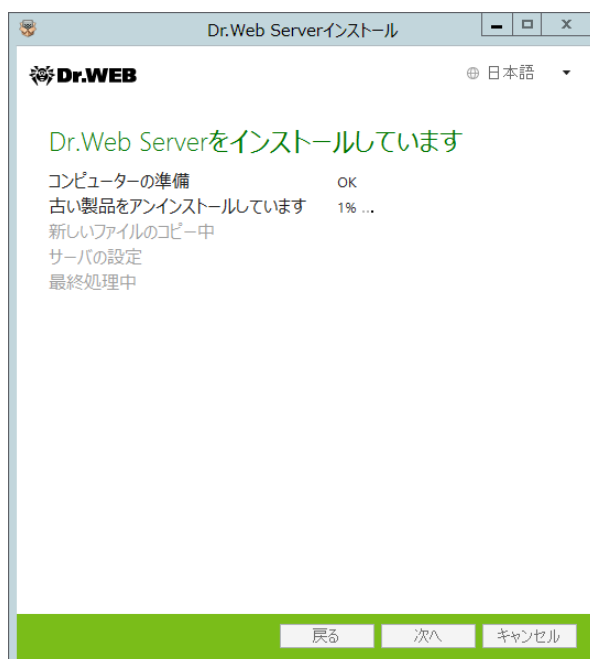 Dr.Web Serverインストール
Dr.WEB
日本語
Dr.Web Serverをインストールしています
コンピューターの準備 OK
古い製品をアンインストールしています 1% ...
新しいファイルのコピー中
サーバの設定
最終処理中
戻る 次へ キャンセル